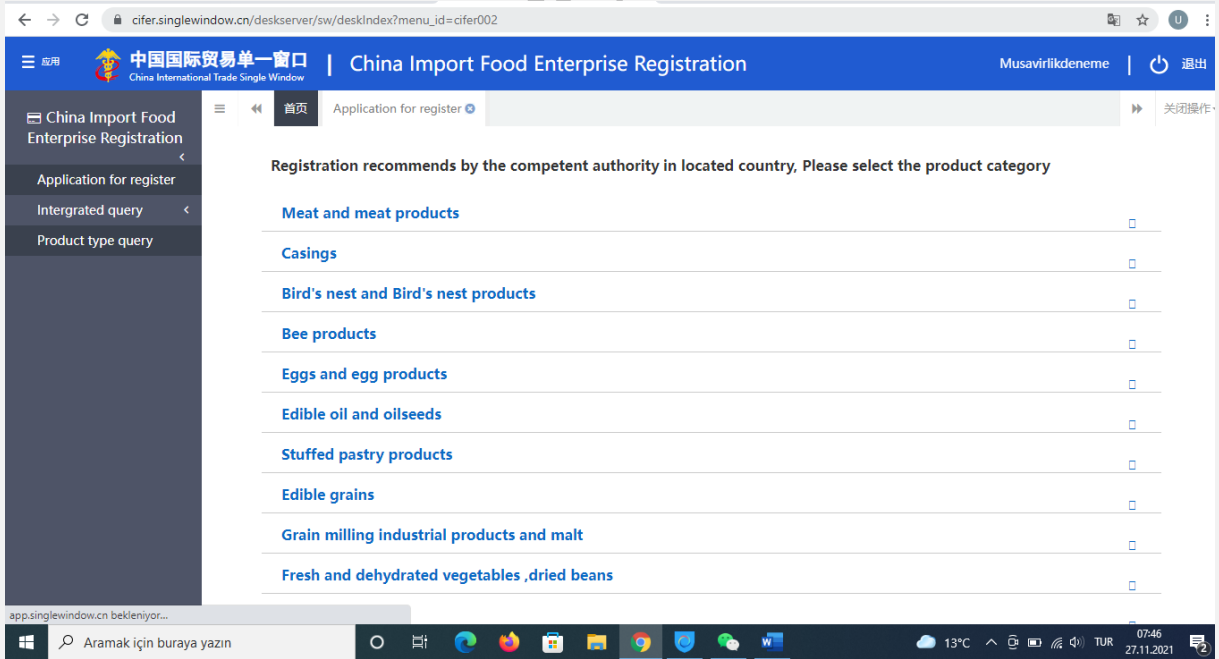 cifer.singlewindow.cn/deskserver/sw/deskIndex?menu_id=cifer002
U
应用
中国国际贸易单一窗口
China International Trade Single Window
China Import Food Enterprise Registration
Musavirlikdeneme
退出
China Import Food
Enterprise Registration
首页
Application for register
关闭操作
Application for register
Intergrated query
Product type query
Registration recommends by the competent authority in located country, Please select the product category
Meat and meat products
Casings
Bird's nest and Bird's nest products
Bee products
Eggs and egg products
Edible oil and oilseeds
Stuffed pastry products
Edible grains
Grain milling industrial products and malt
Fresh and dehydrated vegetables ,dried beans
app.singlewindow.cn bekleniyor...
Aramak için buraya yazın
W
13°C
TUR
07:46
27.11.2021
2